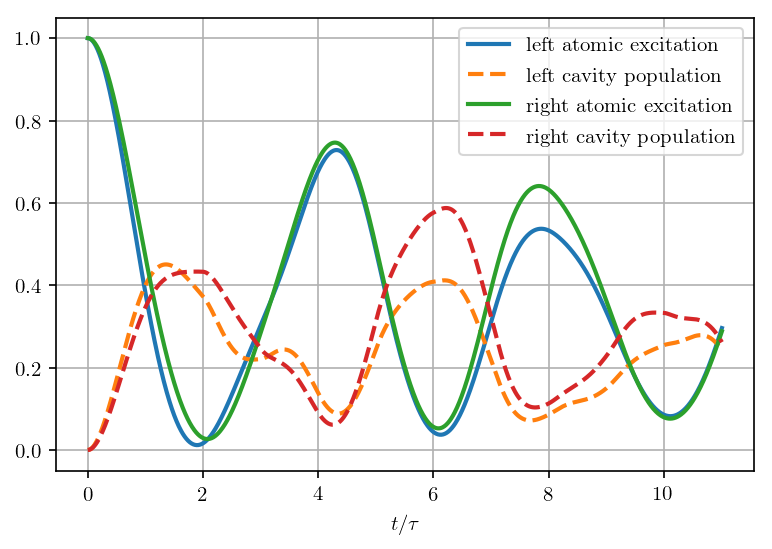 1.0
0.8
0.6
0.4
0.2
0.0
left atomic excitation
left cavity population
right atomic excitation
right cavity population
0 2 4 6 8 10
t/τ